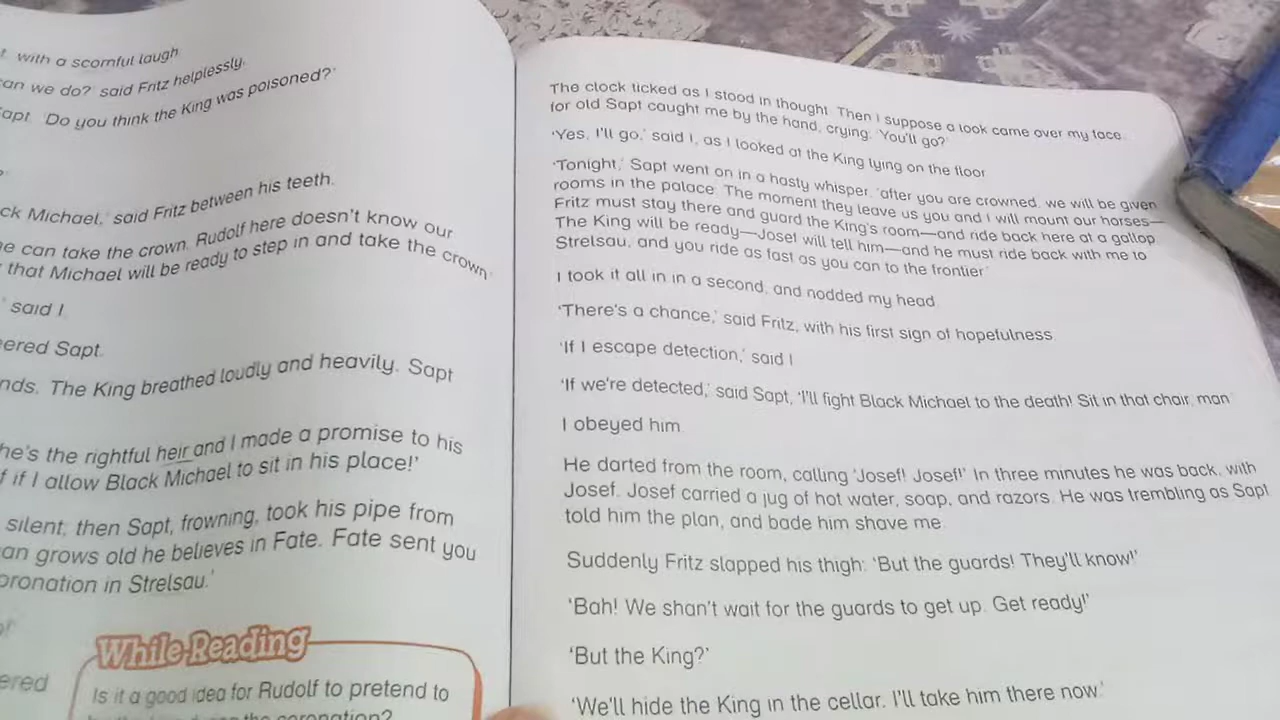 with a scornful laugh.
an we do?' said Fritz helplessly.
apt. 'Do you think the King was poisoned?'
ck Michael,' said Fritz between his teeth.
e can take the crown. Rudolf here doesn't know our
that Michael will be ready to step in and take the crown
said I.
ered Sapt.
nds. The King breathed loudly and heavily. Sapt
he's the rightful heir and I made a promise to his
f if I allow Black Michael to sit in his place!'
silent; then Sapt, frowning, took his pipe from
an grows old he believes in Fate. Fate sent you
oronation in Strelsau.'
ered
While-Reading
Is it a good idea for Rudolf to pretend to
coronation?
The clock ticked as I stood in thought. Then I suppose a look came over my face
for old Sapt caught me by the hand, crying: 'You'll go?'
'Yes, I'll go,' said I, as I looked at the King lying on the floor.
'Tonight,' Sapt went on in a hasty whisper, 'after you are crowned, we will be given
rooms in the palace. The moment they leave us you and I will mount our horses—
Fritz must stay there and guard the King's room—and ride back here at a gallop.
The King will be ready—Josef will tell him—and he must ride back with me to
Strelsau, and you ride as fast as you can to the frontier.'
I took it all in in a second, and nodded my head.
'There's a chance,' said Fritz, with his first sign of hopefulness.
'If I escape detection,' said I.
'If we're detected,' said Sapt, 'I'll fight Black Michael to the death! Sit in that chair, man
I obeyed him.
He darted from the room, calling 'Josef! Josef!' In three minutes he was back, with
Josef. Josef carried a jug of hot water, soap, and razors. He was trembling as Sapt
told him the plan, and bade him shave me.
Suddenly Fritz slapped his thigh: 'But the guards! They'll know!'
'Bah! We shan't wait for the guards to get up. Get ready!'
'But the King?'
'We'll hide the King in the cellar. I'll take him there now.'